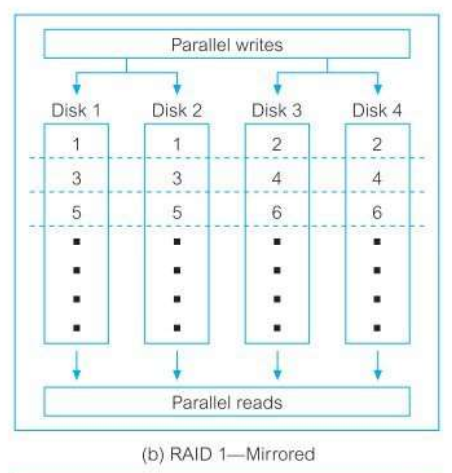 Parallel writes
Disk 1 Disk 2 Disk 3 Disk 4
1 1 2 2
3 3 4 4
5 5 6 6
Parallel reads
(b) RAID 1—Mirrored